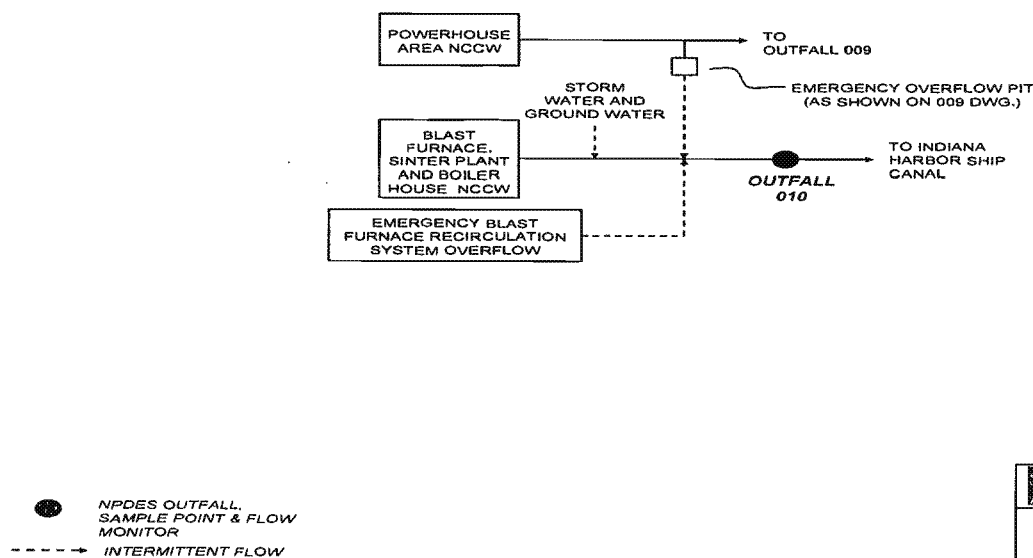 POWERHOUSE
AREA NCCW
TO
OUTFALL 009
EMERGENCY OVERFLOW PIT
(AS SHOWN ON 009 DWG.)
STORM
WATER AND
GROUND WATER
BLAST
FURNACE,
SINTER PLANT
AND BOILER
HOUSE NCCW
TO INDIANA
HARBOR SHIP
CANAL
OUTFALL
010
EMERGENCY BLAST
FURNACE RECIRCULATION
SYSTEM OVERFLOW
NPDES OUTFALL,
SAMPLE POINT & FLOW
MONITOR
INTERMITTENT FLOW